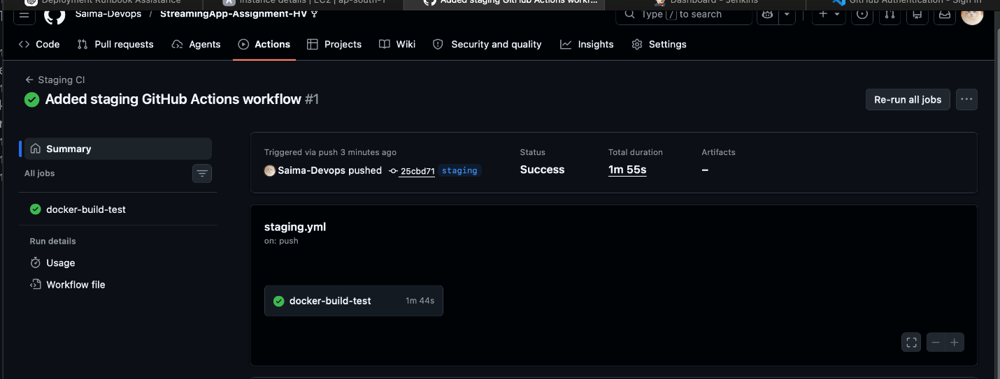 Deployment Runbook Assistance
Instance details | EC2 | ap-south-1
Added staging GitHub Actions workf...
Dashboard - Jenkins
GitHub Authentication - Sign in
Saima-Devops / StreamingApp-Assignment-HV
Type / to search
Code
Pull requests
Agents
Actions
Projects
Wiki
Security and quality
Insights
Settings
← Staging CI
Added staging GitHub Actions workflow #1
Re-run all jobs
Summary
All jobs
docker-build-test
Run details
Usage
Workflow file
Triggered via push 3 minutes ago
Saima-Devops pushed 25cbd71 staging
Status
Success
Total duration
1m 55s
Artifacts
–
staging.yml
on: push
docker-build-test 1m 44s